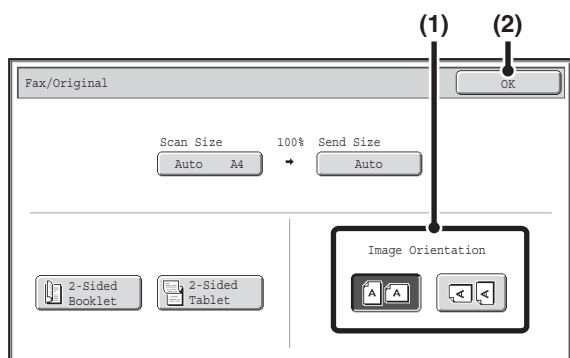 (1) (2)
Fax/Original OK
Scan Size 100% Send Size
Auto A4 Auto
Image Orientation
2-Sided
Booklet
2-Sided
Tablet
A A A A